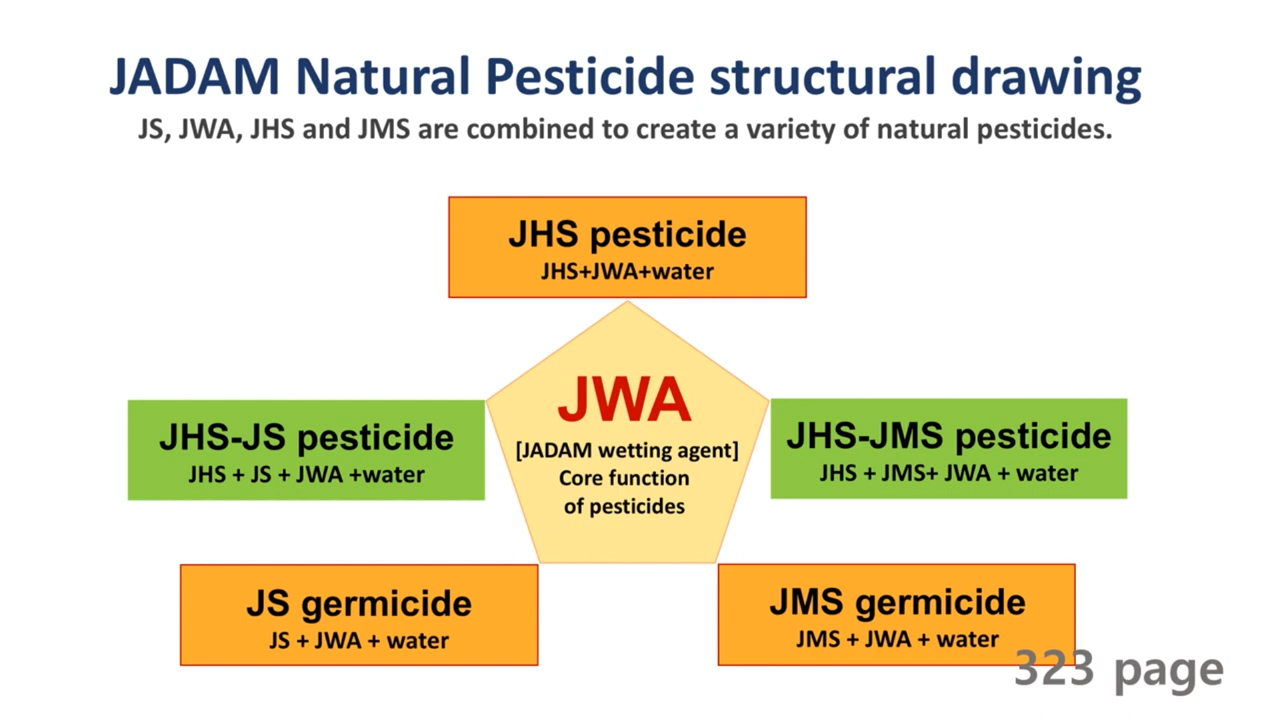 JADAM Natural Pesticide structural drawing
JS, JWA, JHS and JMS are combined to create a variety of natural pesticides.
JHS pesticide
JHS+JWA+water
JWA
[JADAM wetting agent]
Core function
of pesticides
JHS-JS pesticide
JHS + JS + JWA +water
JHS-JMS pesticide
JHS + JMS+ JWA + water
JS germicide
JS + JWA + water
JMS germicide
JMS + JWA + water
323 page